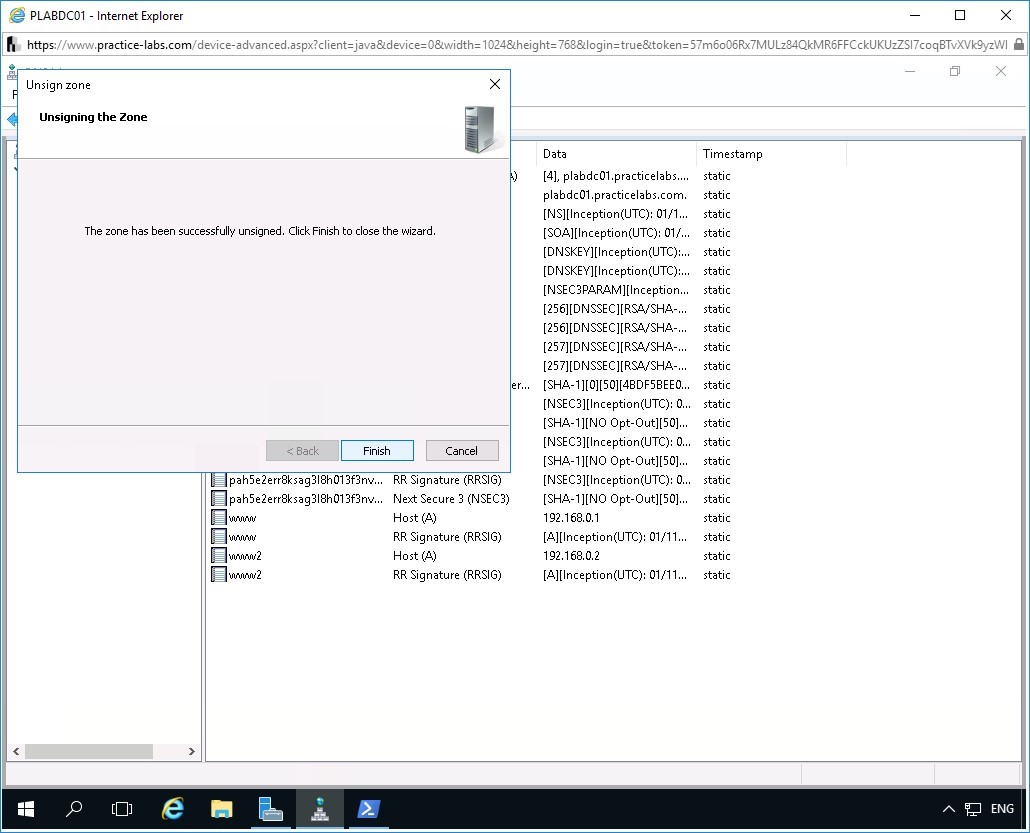 PLABDC01 - Internet Explorer
https://www.practice-labs.com/device-advanced.aspx?client=java&device=0&width=1024&height=768&login=true&token=57m6o06Rx7MULz84QkMR6FFCckUKUzZSI7coqBTvXVk9yzWI
Unsign zone
Unsigning the Zone
The zone has been successfully unsigned. Click Finish to close the wizard.
< Back Finish Cancel
Data Timestamp
[4], plabdc01.practicelabs.... static
plabdc01.practicelabs.com. static
[NS][Inception(UTC): 01/1... static
[SOA][Inception(UTC): 01/... static
[DNSKEY][Inception(UTC):... static
[DNSKEY][Inception(UTC):... static
[NSEC3PARAM][Inception... static
[256][DNSSEC][RSA/SHA-... static
[256][DNSSEC][RSA/SHA-... static
[257][DNSSEC][RSA/SHA-... static
[257][DNSSEC][RSA/SHA-... static
er... [SHA-1][0][50][4BDF5BEE0... static
[NSEC3][Inception(UTC): 0... static
[SHA-1][NO Opt-Out][50]... static
[NSEC3][Inception(UTC): 0... static
[SHA-1][NO Opt-Out][50]... static
pah5e2err8ksag3l8h013f3nv... RR Signature (RRSIG) [NSEC3][Inception(UTC): 0... static
pah5e2err8ksag3l8h013f3nv... Next Secure 3 (NSEC3) [SHA-1][NO Opt-Out][50]... static
www Host (A) 192.168.0.1 static
www RR Signature (RRSIG) [A][Inception(UTC): 01/11... static
www2 Host (A) 192.168.0.2 static
www2 RR Signature (RRSIG) [A][Inception(UTC): 01/11... static
ENG